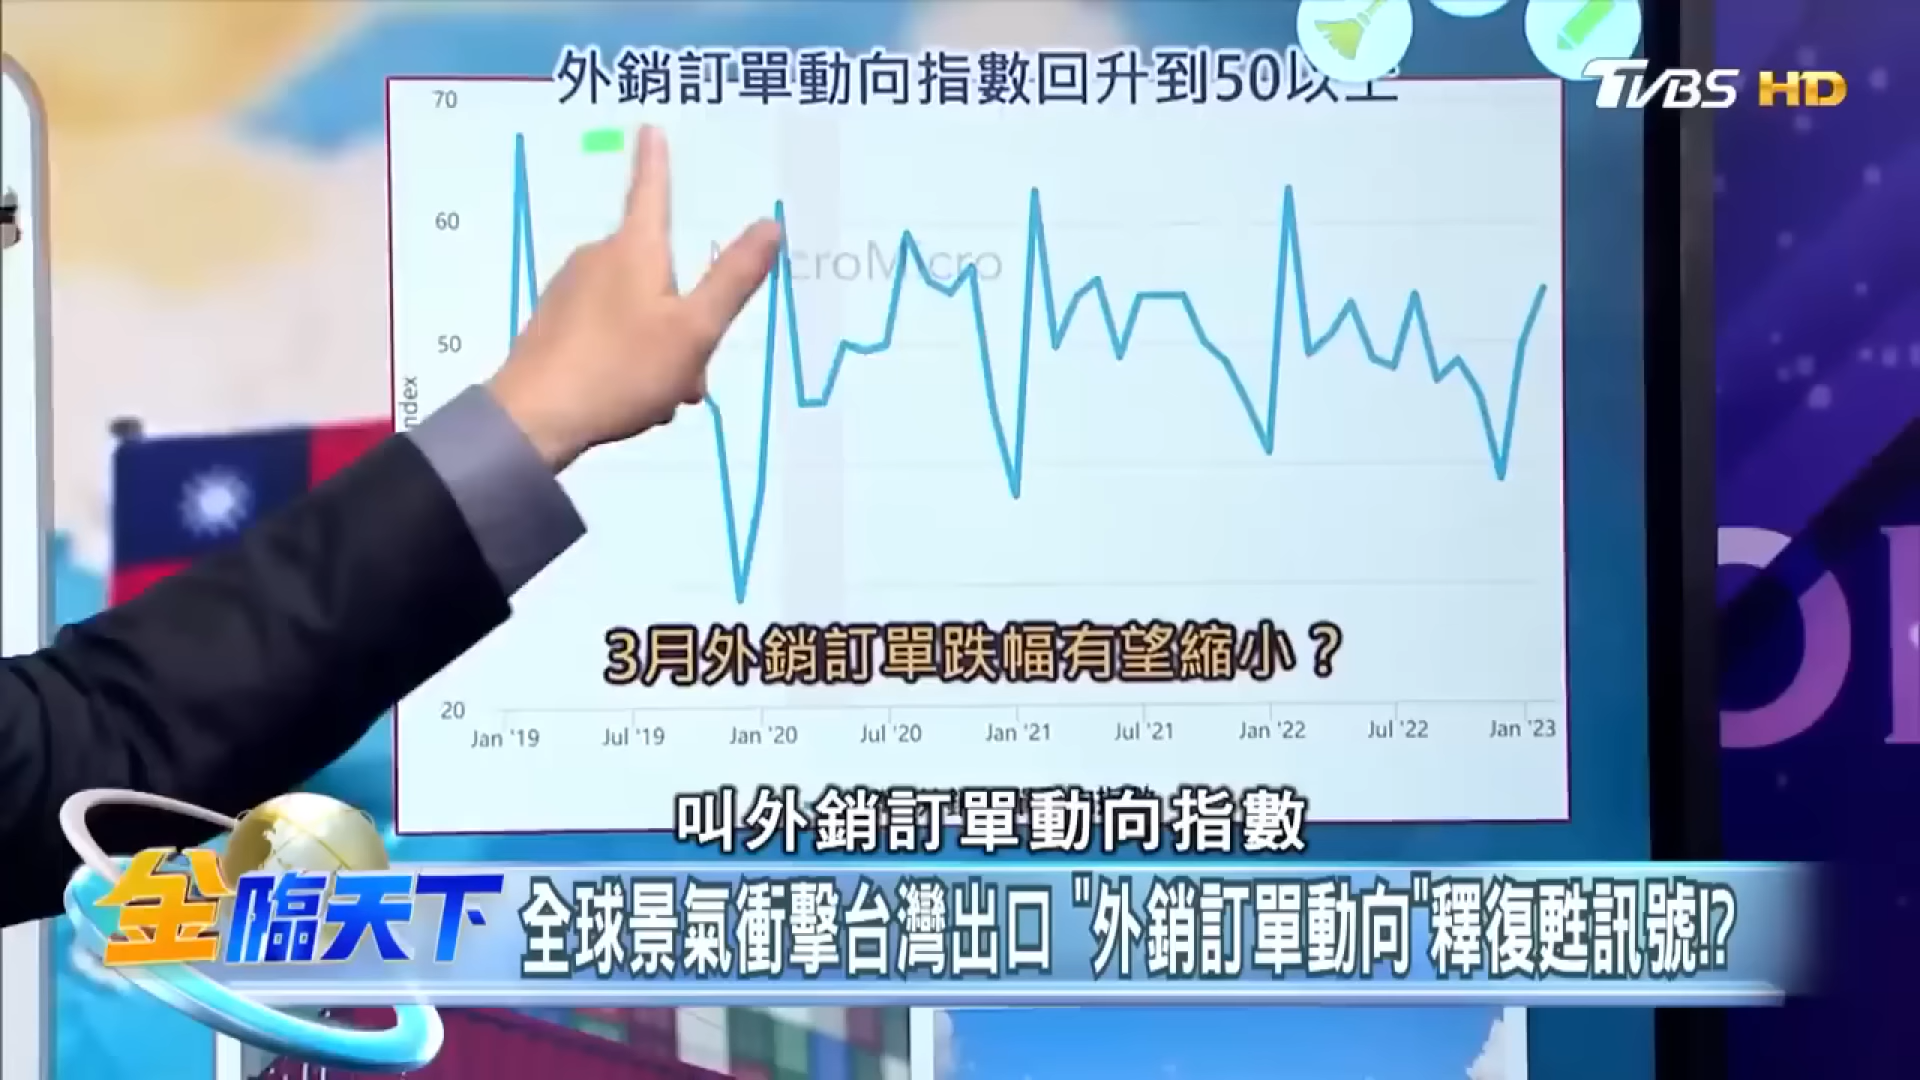 外銷訂單動向指數回升到50以上
TVBS HD
70
60
50
20
MacroMicro
3月外銷訂單跌幅有望縮小？
Jan '19 Jul '19 Jan '20 Jul '20 Jan '21 Jul '21 Jan '22 Jul '22 Jan '23
叫外銷訂單動向指數
金臨天下
全球景氣衝擊台灣出口 "外銷訂單動向"釋復甦訊號!?